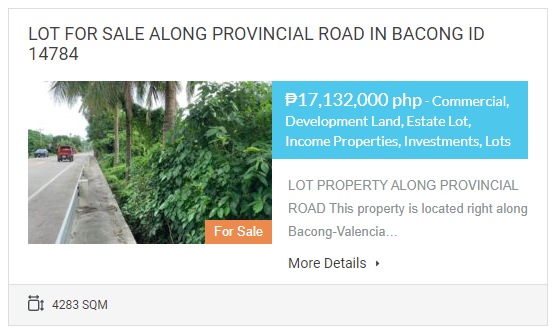 LOT FOR SALE ALONG PROVINCIAL ROAD IN BACONG ID
14784
₱17,132,000 php - Commercial,
Development Land, Estate Lot,
Income Properties, Investments, Lots
For Sale
LOT PROPERTY ALONG PROVINCIAL
ROAD This property is located right along
Bacong-Valencia…
More Details
4283 SQM